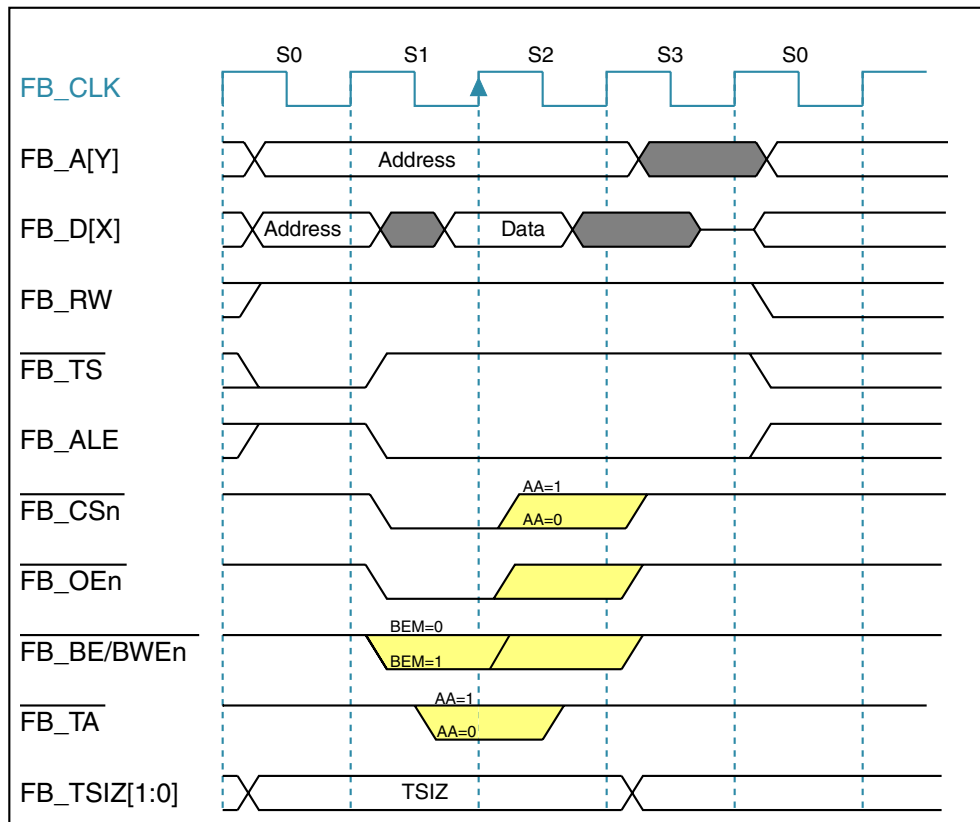 S0 S1 S2 S3 S0
FB_CLK
FB_A[Y] Address
FB_D[X] Address Data
FB_RW
FB_TS
FB_ALE
AA=1
FB_CSn AA=0
FB_OEn
BEM=0
FB_BE/BWEn BEM=1
AA=1
FB_TA AA=0
FB_TSIZ[1:0] TSIZ